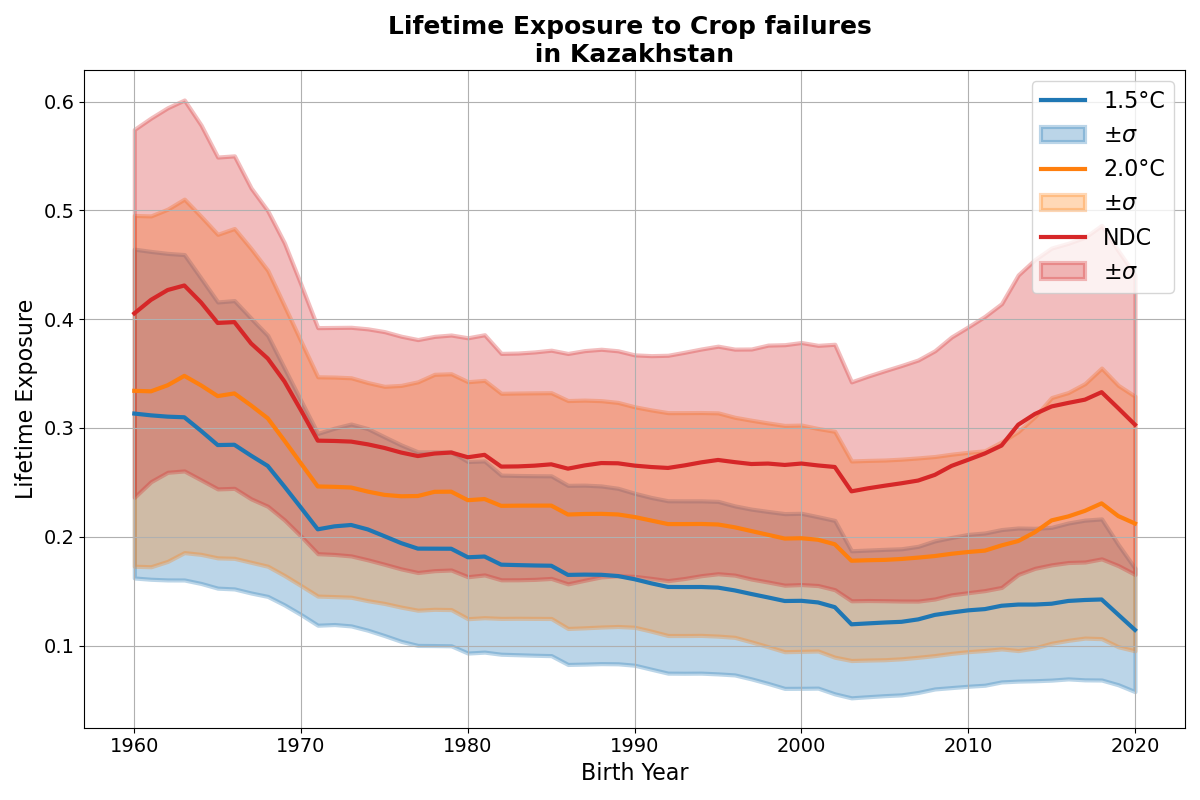 Lifetime Exposure to Crop failures
in Kazakhstan
0.6
0.5
0.4
0.3
0.2
0.1
Lifetime Exposure
1960
1970
1980
1990
2000
2010
2020
Birth Year
1.5°C
±σ
2.0°C
±σ
NDC
±σ